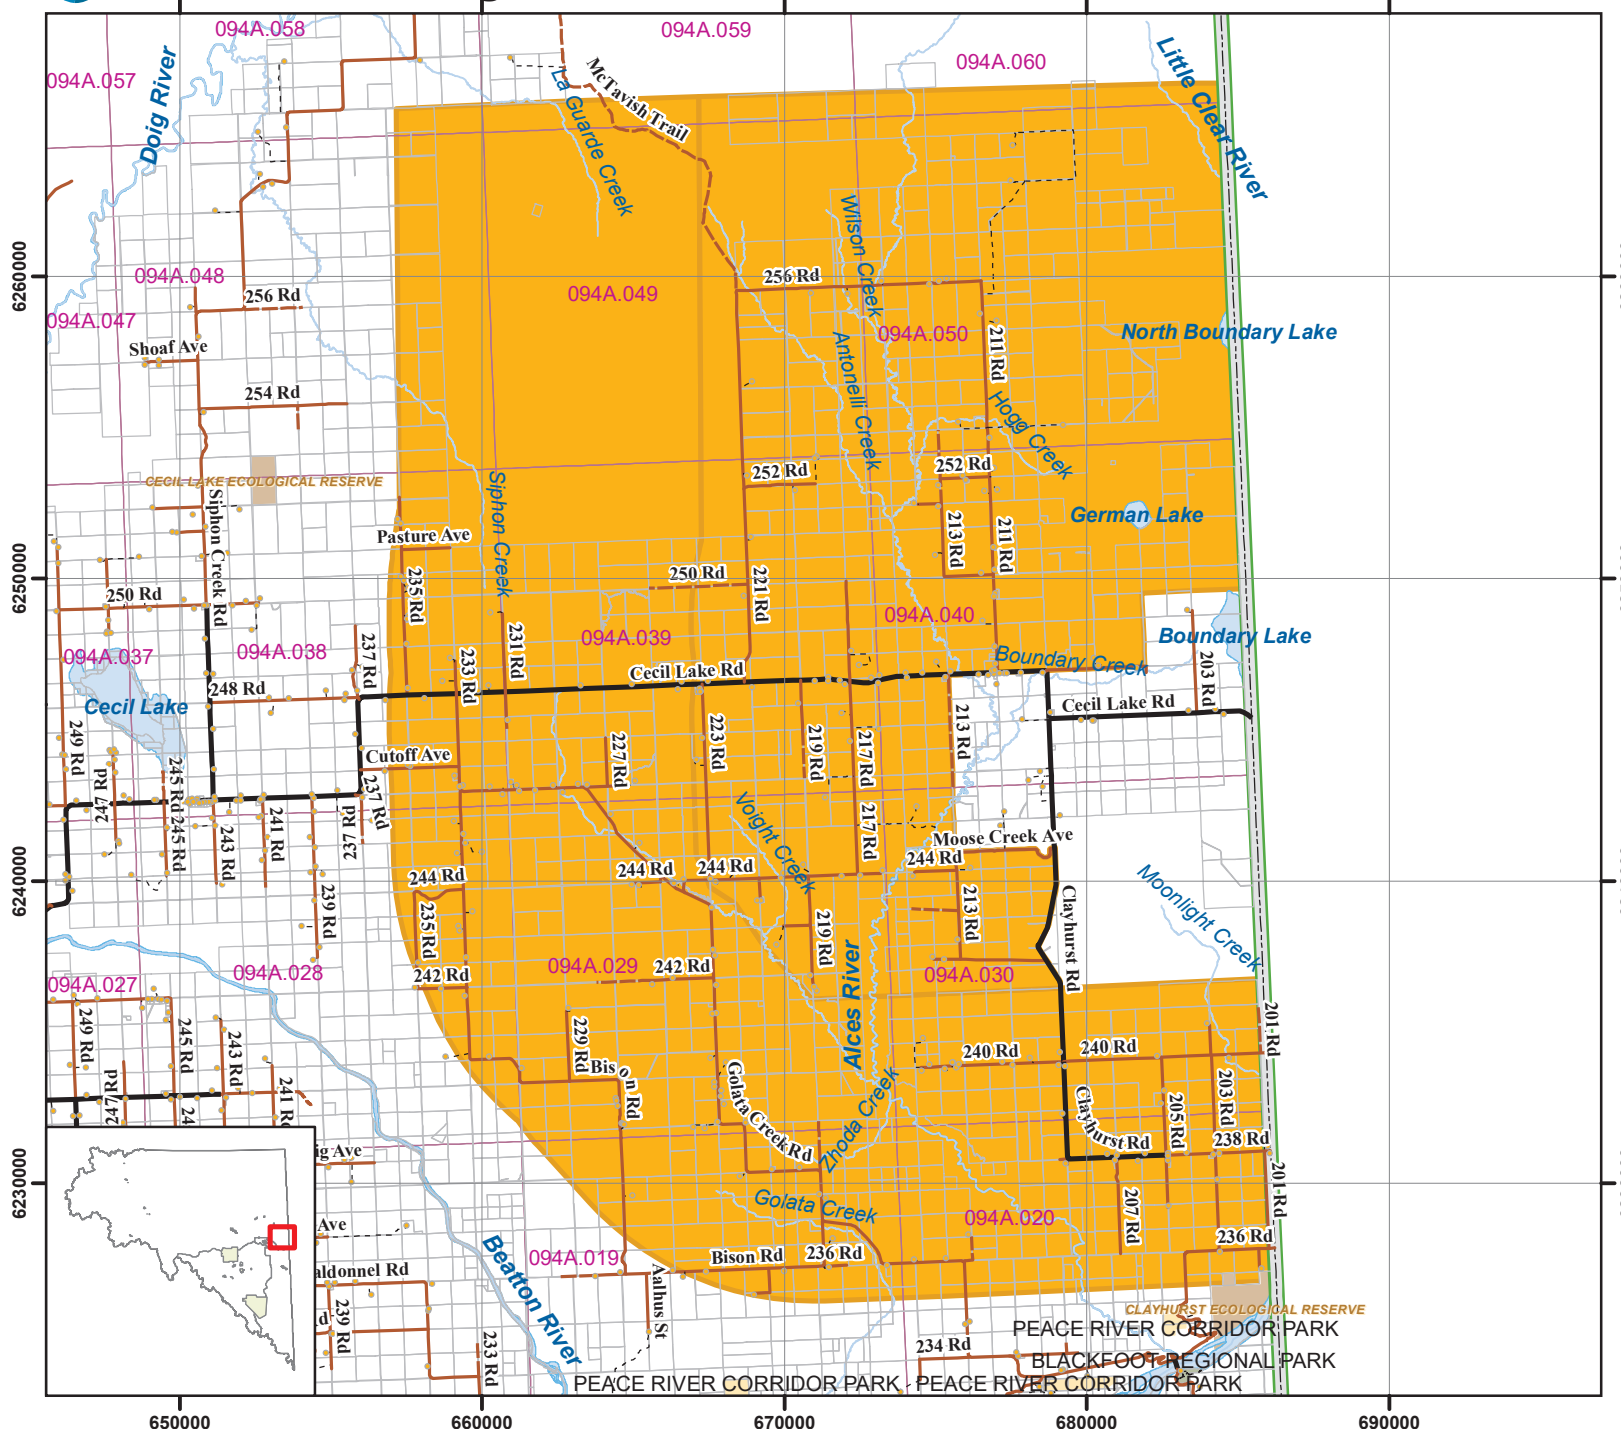 094A.058
094A.059
094A.060
094A.057
Doig River
La Guarde Creek
McTavish Trail
Little Clear River
Wilson Creek
6260000
094A.048
256 Rd
094A.049
256 Rd
094A.047
Shoaf Ave
094A.050
211 Rd
North Boundary Lake
Antonelli Creek
254 Rd
Hogg Creek
CECIL LAKE ECOLOGICAL RESERVE
Siphon Creek Rd
Siphon Creek
252 Rd
252 Rd
German Lake
Pasture Ave
213 Rd
211 Rd
6250000
250 Rd
235 Rd
250 Rd
221 Rd
094A.040
094A.037
094A.038
237 Rd
233 Rd
231 Rd
094A.039
Boundary Lake
Boundary Creek
203 Rd
Cecil Lake Rd
248 Rd
Cecil Lake
Cecil Lake Rd
249 Rd
247 Rd
245 Rd
Cutoff Ave
227 Rd
223 Rd
219 Rd
217 Rd
213 Rd
245 Rd
243 Rd
241 Rd
237 Rd
237 Rd
Voight Creek
217 Rd
Moose Creek Ave
244 Rd
6240000
244 Rd
244 Rd
244 Rd
Moonlight Creek
239 Rd
235 Rd
219 Rd
213 Rd
Clayhurst Rd
094A.027
094A.028
242 Rd
094A.029
242 Rd
Alces River
094A.030
249 Rd
245 Rd
243 Rd
229 Rd
Bison Rd
240 Rd
240 Rd
201 Rd
247 Rd
24
241 Rd
Golata Creek Rd
Zhoda Creek
Clayhurst Rd
205 Rd
203 Rd
238 Rd
ig Ave
6230000
Golata Creek
094A.020
207 Rd
201 Rd
Ave
Beatton River
094A.019
Bison Rd
236 Rd
236 Rd
aldonnel Rd
239 Rd
d
233 Rd
Aalhus St
234 Rd
CLAYHURST ECOLOGICAL RESERVE
PEACE RIVER CORRIDOR PARK
BLACKFOOT REGIONAL PARK
PEACE RIVER CORRIDOR PARK
PEACE RIVER CORRIDOR PARK
650000
660000
670000
680000
690000